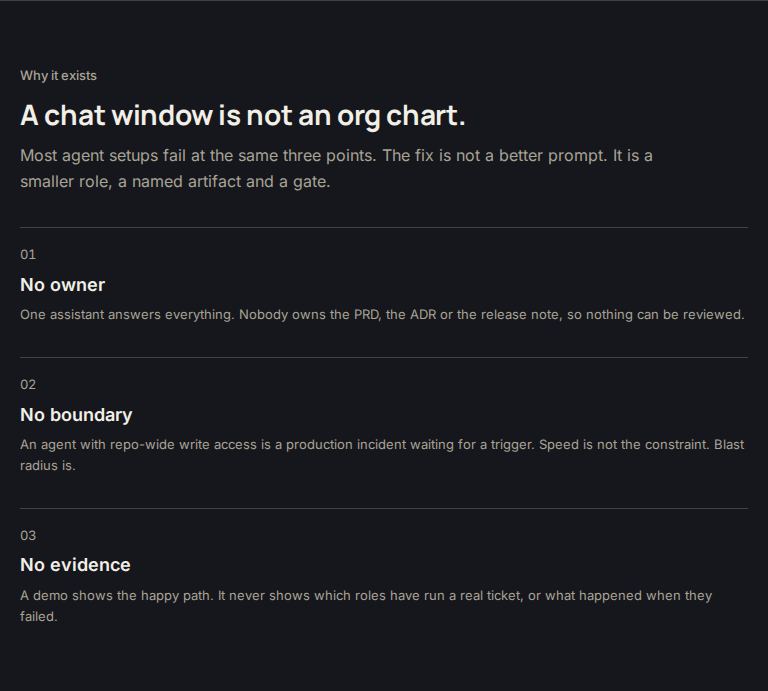 Why it exists
A chat window is not an org chart.
Most agent setups fail at the same three points. The fix is not a better prompt. It is a
smaller role, a named artifact and a gate.
01
No owner
One assistant answers everything. Nobody owns the PRD, the ADR or the release note, so nothing can be reviewed.
02
No boundary
An agent with repo-wide write access is a production incident waiting for a trigger. Speed is not the constraint. Blast
radius is.
03
No evidence
A demo shows the happy path. It never shows which roles have run a real ticket, or what happened when they
failed.